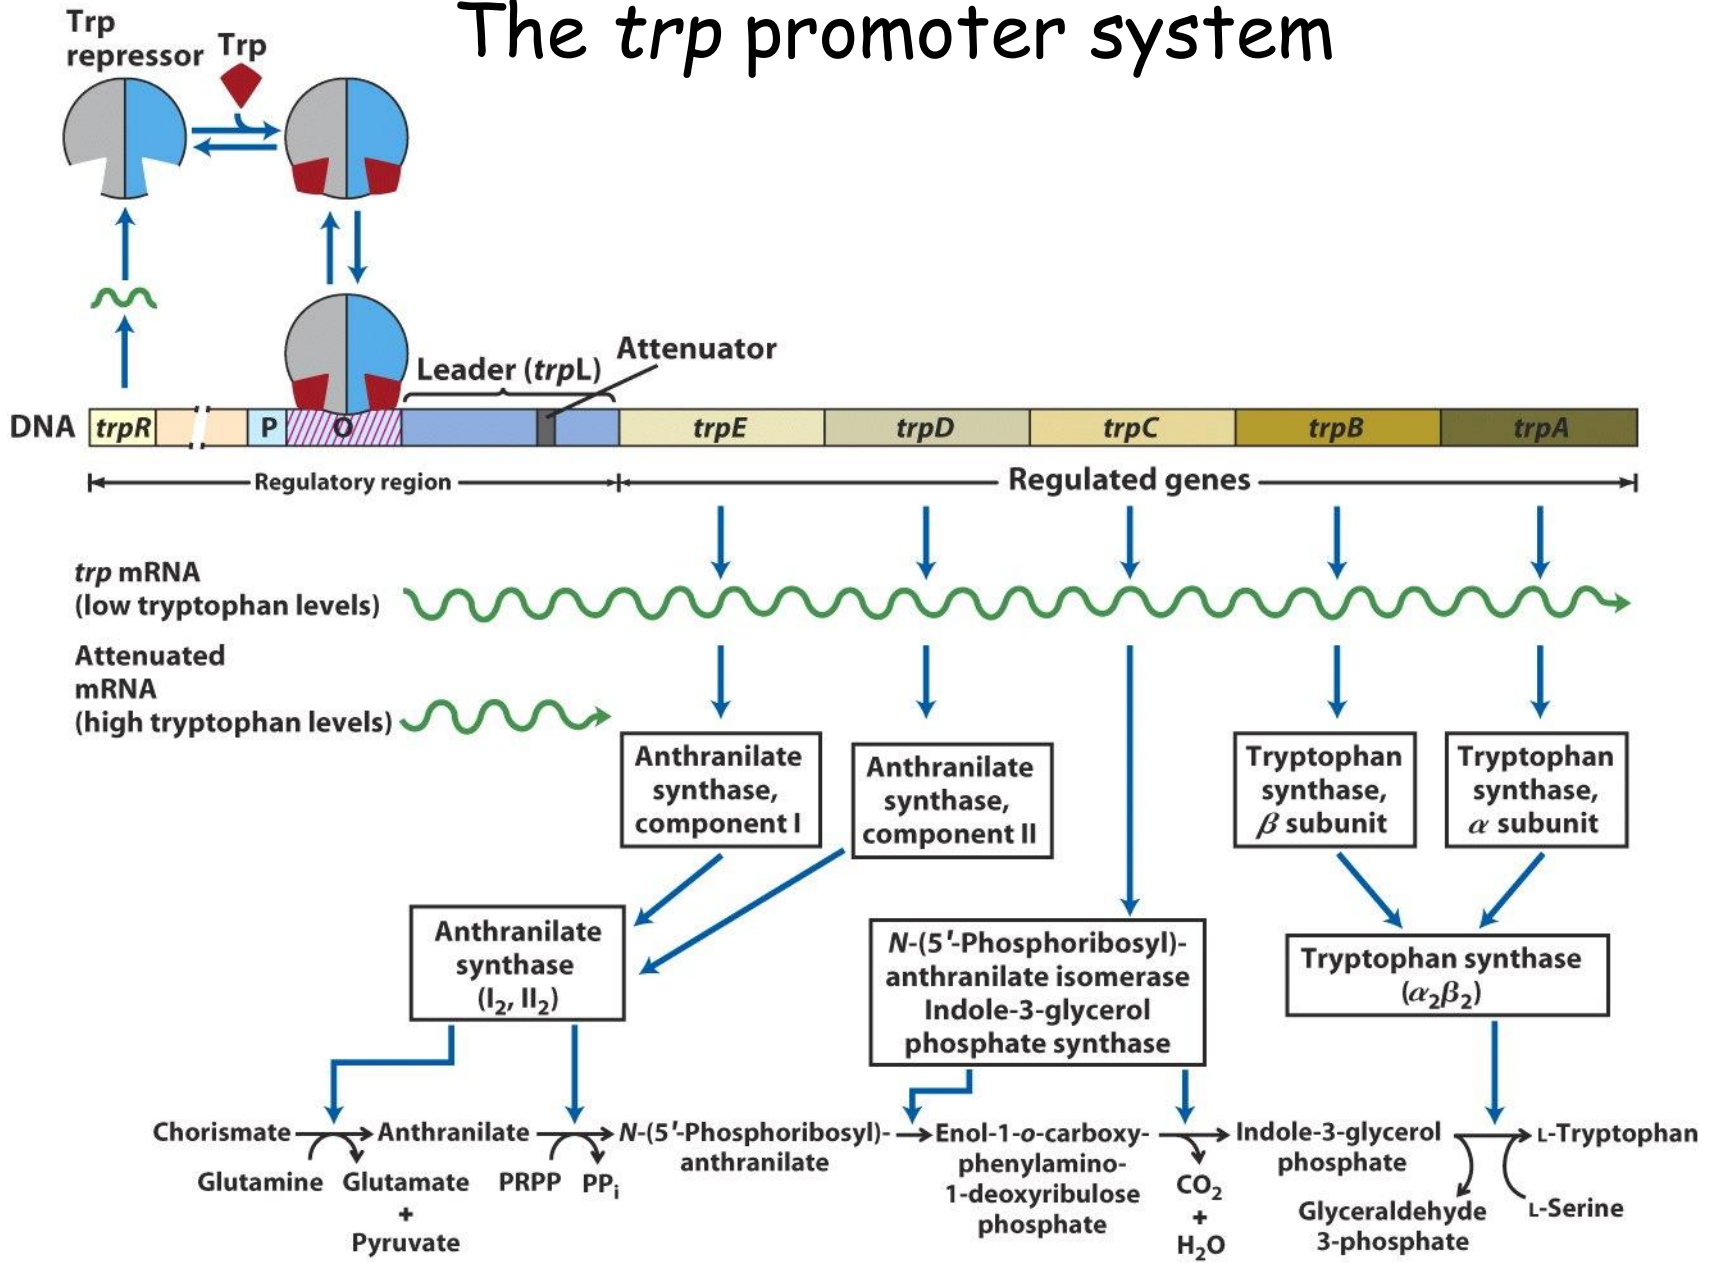 The trp promoter system
Trp
repressor
Trp
Leader (trpL)
Attenuator
DNA
trpR
P
O
trpE
trpD
trpC
trpB
trpA
Regulatory region
Regulated genes
trp mRNA
(low tryptophan levels)
Attenuated
mRNA
(high tryptophan levels)
Anthranilate
synthase,
component I
Anthranilate
synthase,
component II
Tryptophan
synthase,
β subunit
Tryptophan
synthase,
α subunit
Anthranilate
synthase
(I₂, II₂)
N-(5′-Phosphoribosyl)-
anthranilate isomerase
Indole-3-glycerol
phosphate synthase
Tryptophan synthase
(α₂β₂)
Chorismate
Glutamine
Glutamate
+
Pyruvate
Anthranilate
PRPP
PPi
N-(5′-Phosphoribosyl)-
anthranilate
Enol-1-o-carboxy-
phenylamino-
1-deoxyribulose
phosphate
CO₂
+
H₂O
Indole-3-glycerol
phosphate
Glyceraldehyde
3-phosphate
L-Serine
L-Tryptophan